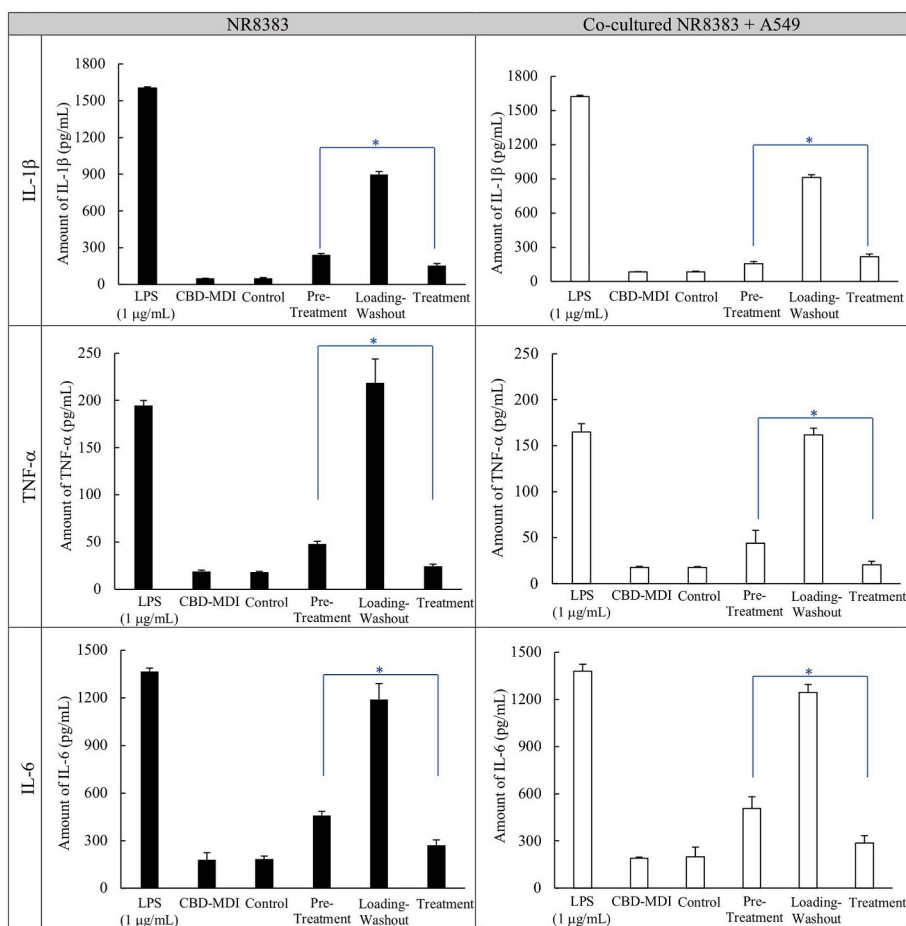 NR8383
Co-cultured NR8383 + A549
IL-1β
Amount of IL-1β (pg/mL)
1800
1500
1200
900
600
300
0
*
LPS
(1 µg/mL)
CBD-MDI
Control
Pre-
Treatment
Loading-
Washout
Treatment
Amount of IL-1β (pg/mL)
1800
1500
1200
900
600
300
0
*
LPS
(1 µg/mL)
CBD-MDI
Control
Pre-
Treatment
Loading-
Washout
Treatment
TNF-α
Amount of TNF-α (pg/mL)
250
200
150
100
50
0
*
LPS
(1 µg/mL)
CBD-MDI
Control
Pre-
Treatment
Loading-
Washout
Treatment
Amount of TNF-α (pg/mL)
250
200
150
100
50
0
*
LPS
(1 µg/mL)
CBD-MDI
Control
Pre-
Treatment
Loading-
Washout
Treatment
IL-6
Amount of IL-6 (pg/mL)
1500
1200
900
600
300
0
*
LPS
(1 µg/mL)
CBD-MDI
Control
Pre-
Treatment
Loading-
Washout
Treatment
Amount of IL-6 (pg/mL)
1500
1200
900
600
300
0
*
LPS
(1 µg/mL)
CBD-MDI
Control
Pre-
Treatment
Loading-
Washout
Treatment